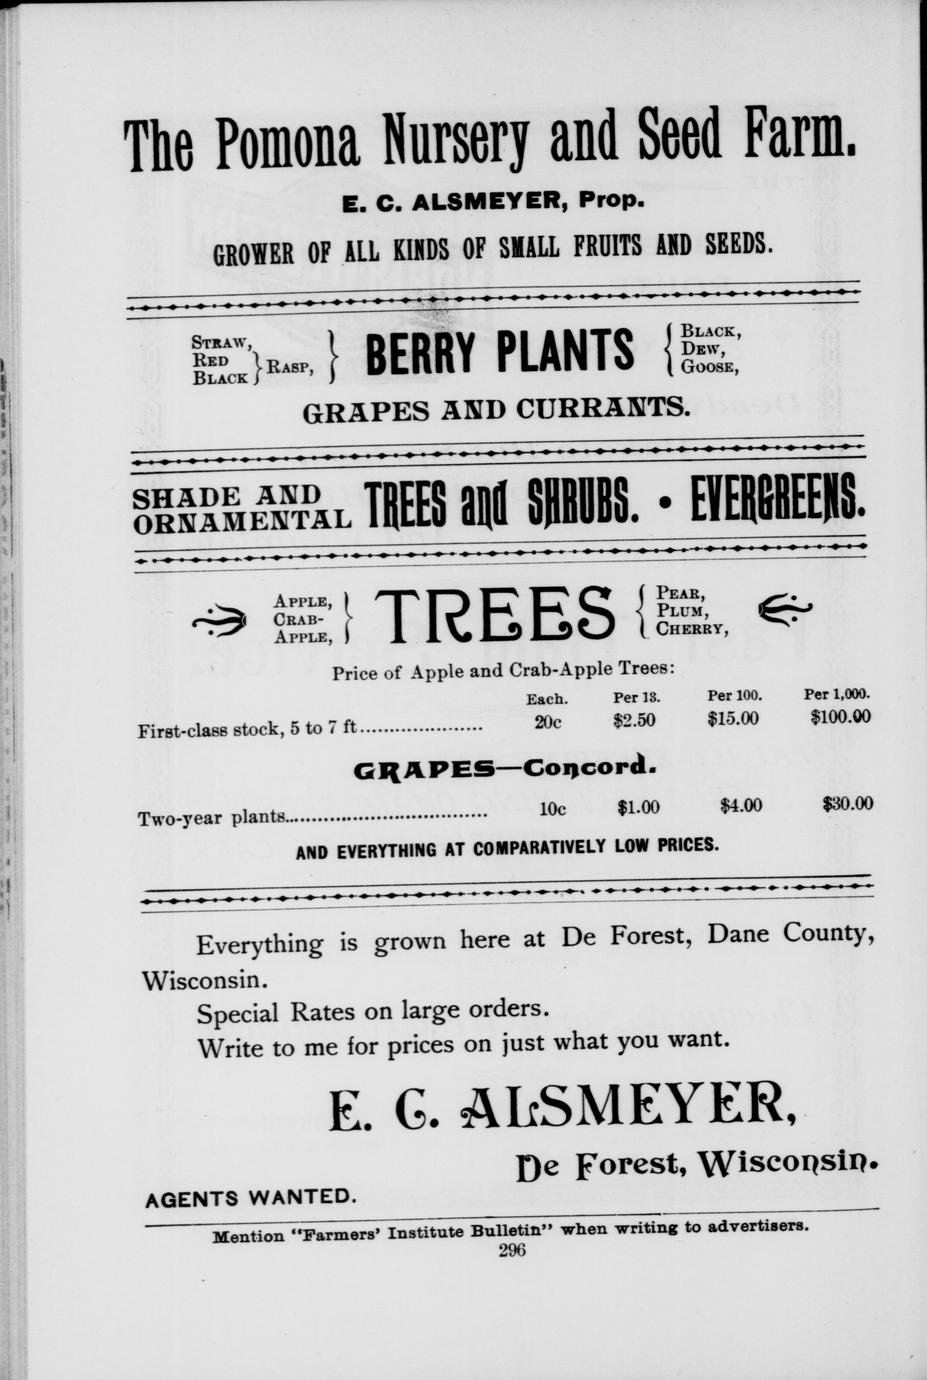 The Pomona Nursery and Seed Farm.
E. C. ALSMEYER, Prop.
GROWER OF ALL KINDS OF SMALL FRUITS AND SEEDS.
STRAW,
RED
BLACK } RASP, } BERRY PLANTS { BLACK,
DEW,
GOOSE,
GRAPES AND CURRANTS.
SHADE AND
ORNAMENTAL TREES and SHRUBS. • EVERGREENS.
APPLE,
CRAB-
APPLE, } TREES { PEAR,
PLUM,
CHERRY,
Price of Apple and Crab-Apple Trees:
Each. Per 13. Per 100. Per 1,000.
First-class stock, 5 to 7 ft..................... 20c $2.50 $15.00 $100.00
GRAPES—Concord.
Two-year plants.................................. 10c $1.00 $4.00 $30.00
AND EVERYTHING AT COMPARATIVELY LOW PRICES.
Everything is grown here at De Forest, Dane County,
Wisconsin.
Special Rates on large orders.
Write to me for prices on just what you want.
E. C. ALSMEYER,
De Forest, Wisconsin.
AGENTS WANTED.
Mention "Farmers' Institute Bulletin" when writing to advertisers.
296